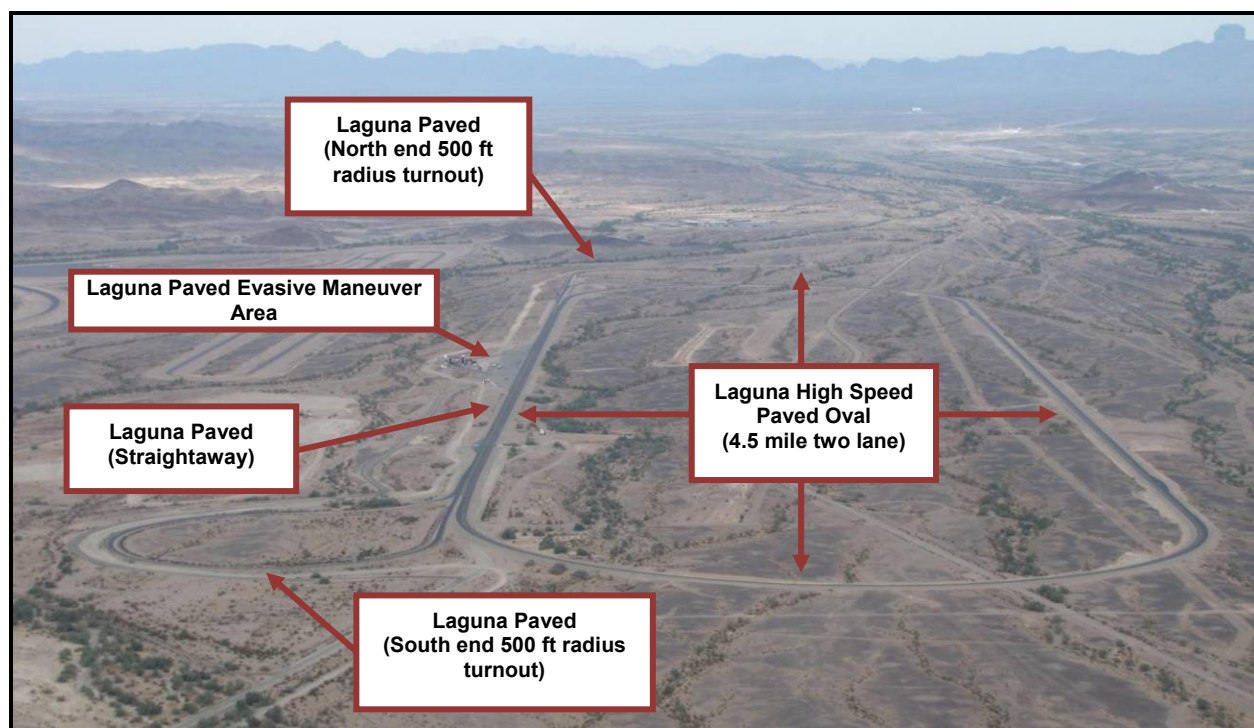 Laguna Paved
(North end 500 ft
radius turnout)
Laguna Paved Evasive Maneuver
Area
Laguna High Speed
Paved Oval
(4.5 mile two lane)
Laguna Paved
(Straightaway)
Laguna Paved
(South end 500 ft radius
turnout)